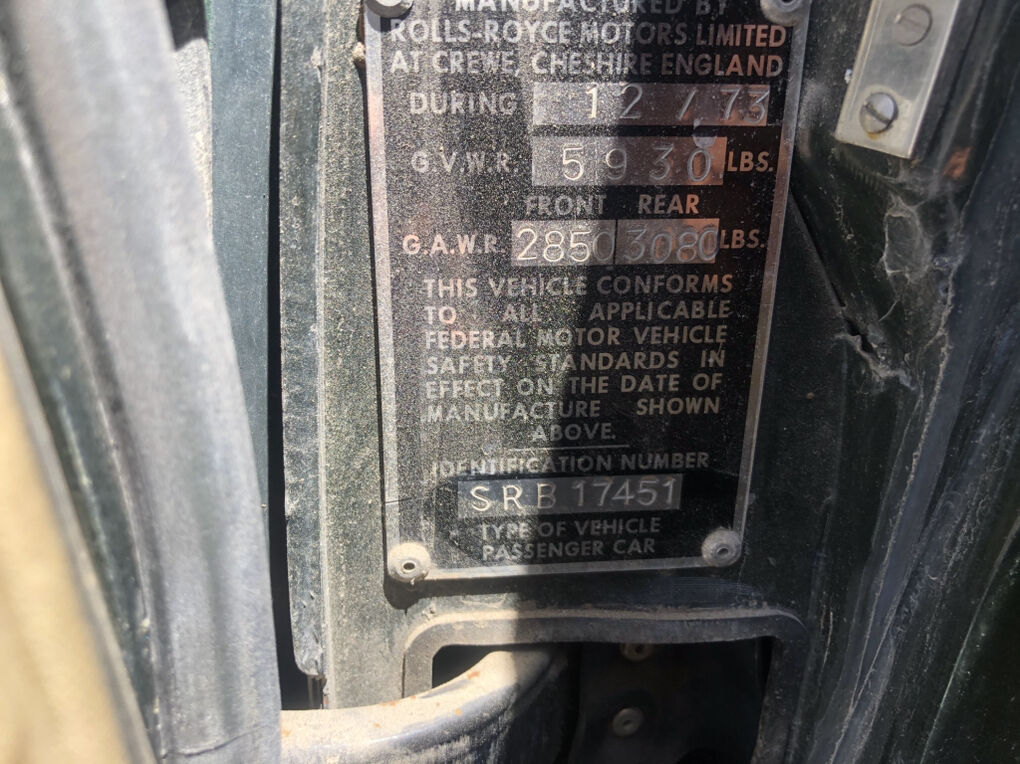 MANUFACTURED BY
ROLLS-ROYCE MOTORS LIMITED
AT CREWE, CHESHIRE ENGLAND
DURING 12 / 73
G.V.W.R. 5930 LBS.
FRONT REAR
G.A.W.R. 2850 3080 LBS.
THIS VEHICLE CONFORMS
TO ALL APPLICABLE
FEDERAL MOTOR VEHICLE
SAFETY STANDARDS IN
EFFECT ON THE DATE OF
MANUFACTURE SHOWN
ABOVE.
IDENTIFICATION NUMBER
SRB 17451
TYPE OF VEHICLE
PASSENGER CAR